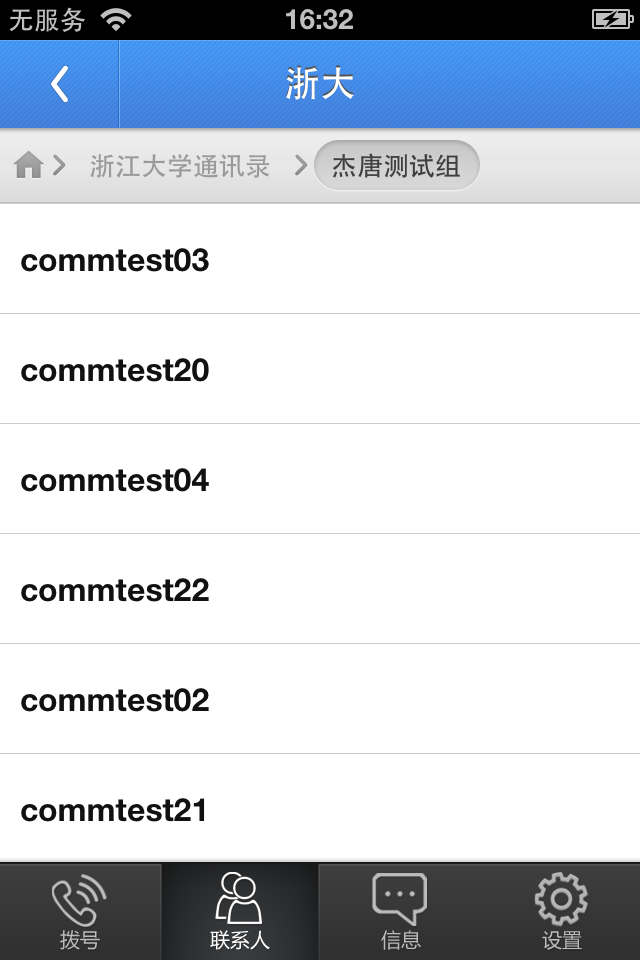 无服务 16:32
浙大
浙江大学通讯录 杰唐测试组
commtest03
commtest20
commtest04
commtest22
commtest02
commtest21
拨号 联系人 信息 设置